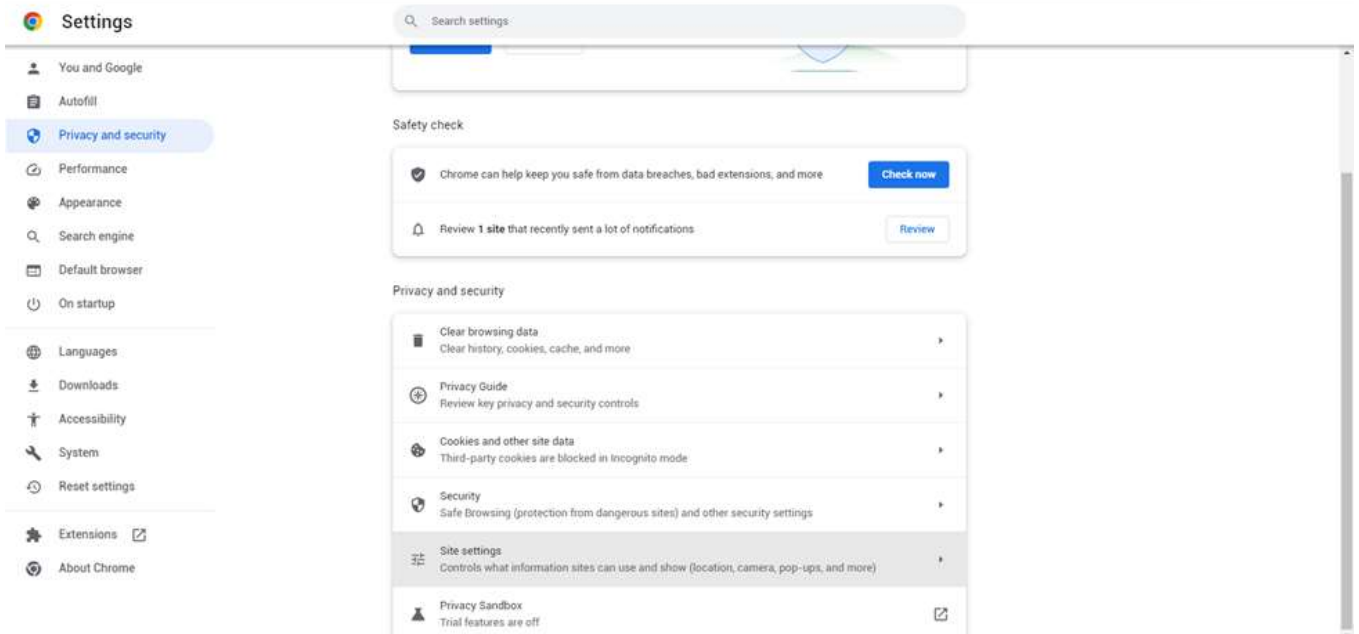 Settings
Search settings
You and Google
Autofill
Privacy and security
Performance
Appearance
Search engine
Default browser
On startup
Languages
Downloads
Accessibility
System
Reset settings
Extensions
About Chrome
Safety check
Chrome can help keep you safe from data breaches, bad extensions, and more
Check now
Review 1 site that recently sent a lot of notifications
Review
Privacy and security
Clear browsing data
Clear history, cookies, cache, and more
Privacy Guide
Review key privacy and security controls
Cookies and other site data
Third-party cookies are blocked in Incognito mode
Security
Safe Browsing (protection from dangerous sites) and other security settings
Site settings
Controls what information sites can use and show (location, camera, pop-ups, and more)
Privacy Sandbox
Trial features are off